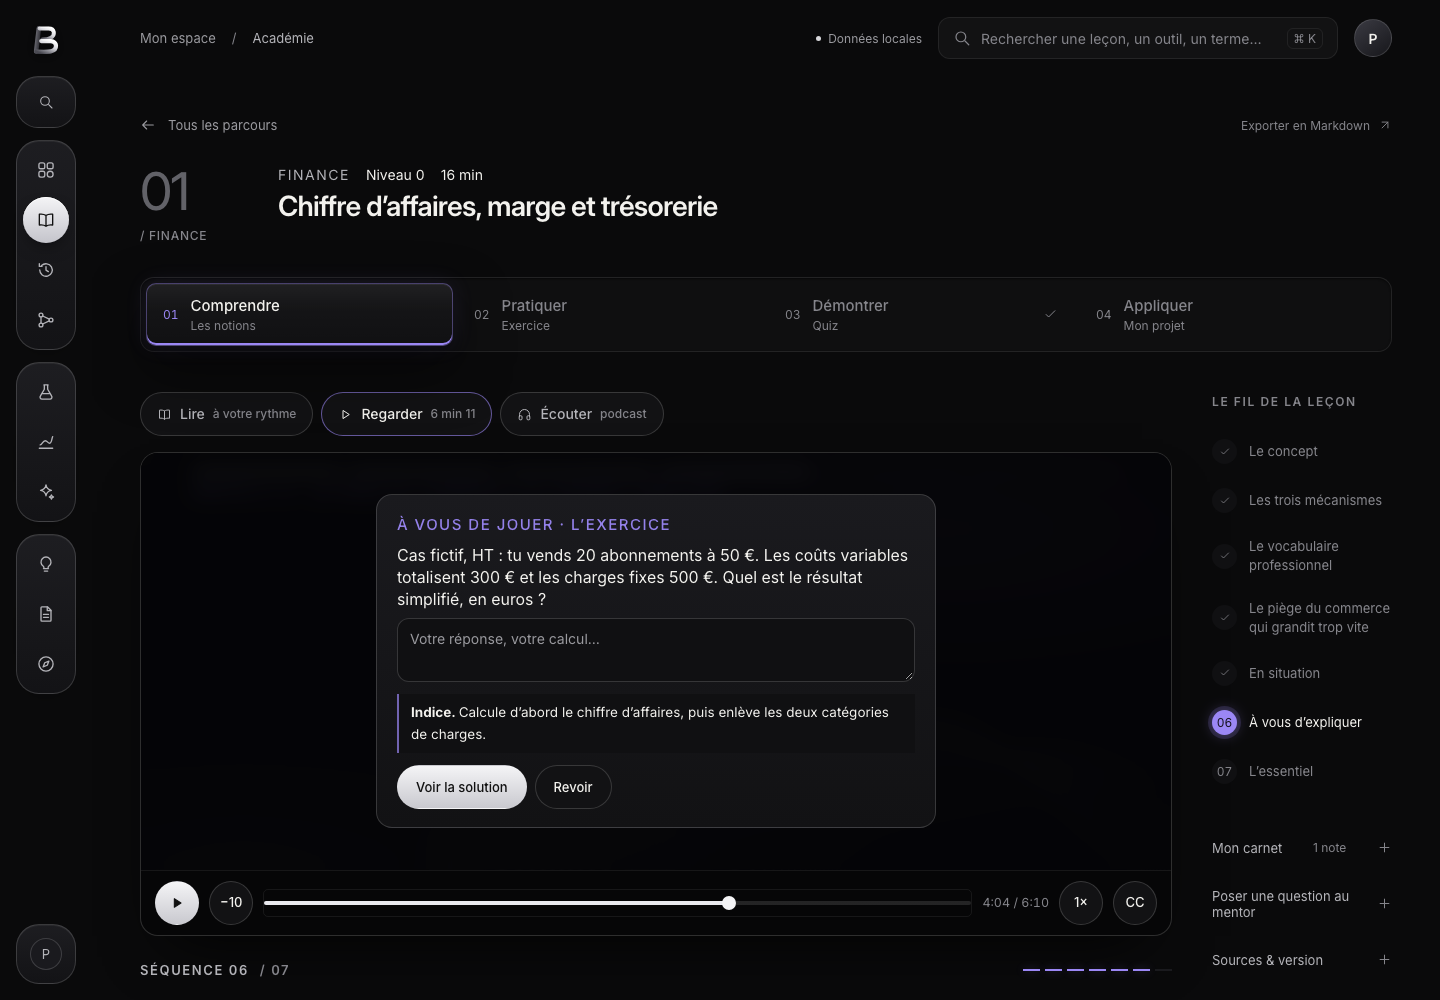 B
Mon espace / Académie
Données locales
Rechercher une leçon, un outil, un terme...
⌘ K
P
Tous les parcours
Exporter en Markdown
01
/ FINANCE
FINANCE Niveau 0 16 min
Chiffre d’affaires, marge et trésorerie
01 Comprendre
Les notions
02 Pratiquer
Exercice
03 Démontrer
Quiz
04 Appliquer
Mon projet
Lire à votre rythme
Regarder 6 min 11
Écouter podcast
À VOUS DE JOUER · L’EXERCICE
Cas fictif, HT : tu vends 20 abonnements à 50 €. Les coûts variables
totalisent 300 € et les charges fixes 500 €. Quel est le résultat
simplifié, en euros ?
Votre réponse, votre calcul...
Indice. Calcule d’abord le chiffre d’affaires, puis enlève les deux catégories
de charges.
Voir la solution
Revoir
−10
4:04 / 6:10
1×
CC
SÉQUENCE 06 / 07
LE FIL DE LA LEÇON
Le concept
Les trois mécanismes
Le vocabulaire
professionnel
Le piège du commerce
qui grandit trop vite
En situation
06 À vous d’expliquer
07 L’essentiel
Mon carnet 1 note
Poser une question au
mentor
Sources & version
P